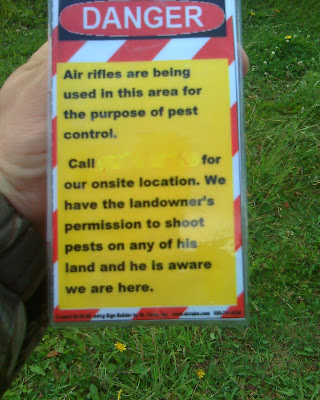 DANGER
Air rifles are being
used in this area for
the purpose of pest
control.
Call for
our onsite location. We
have the landowner's
permission to shoot
pests on any of his
land and he is aware
we are here.